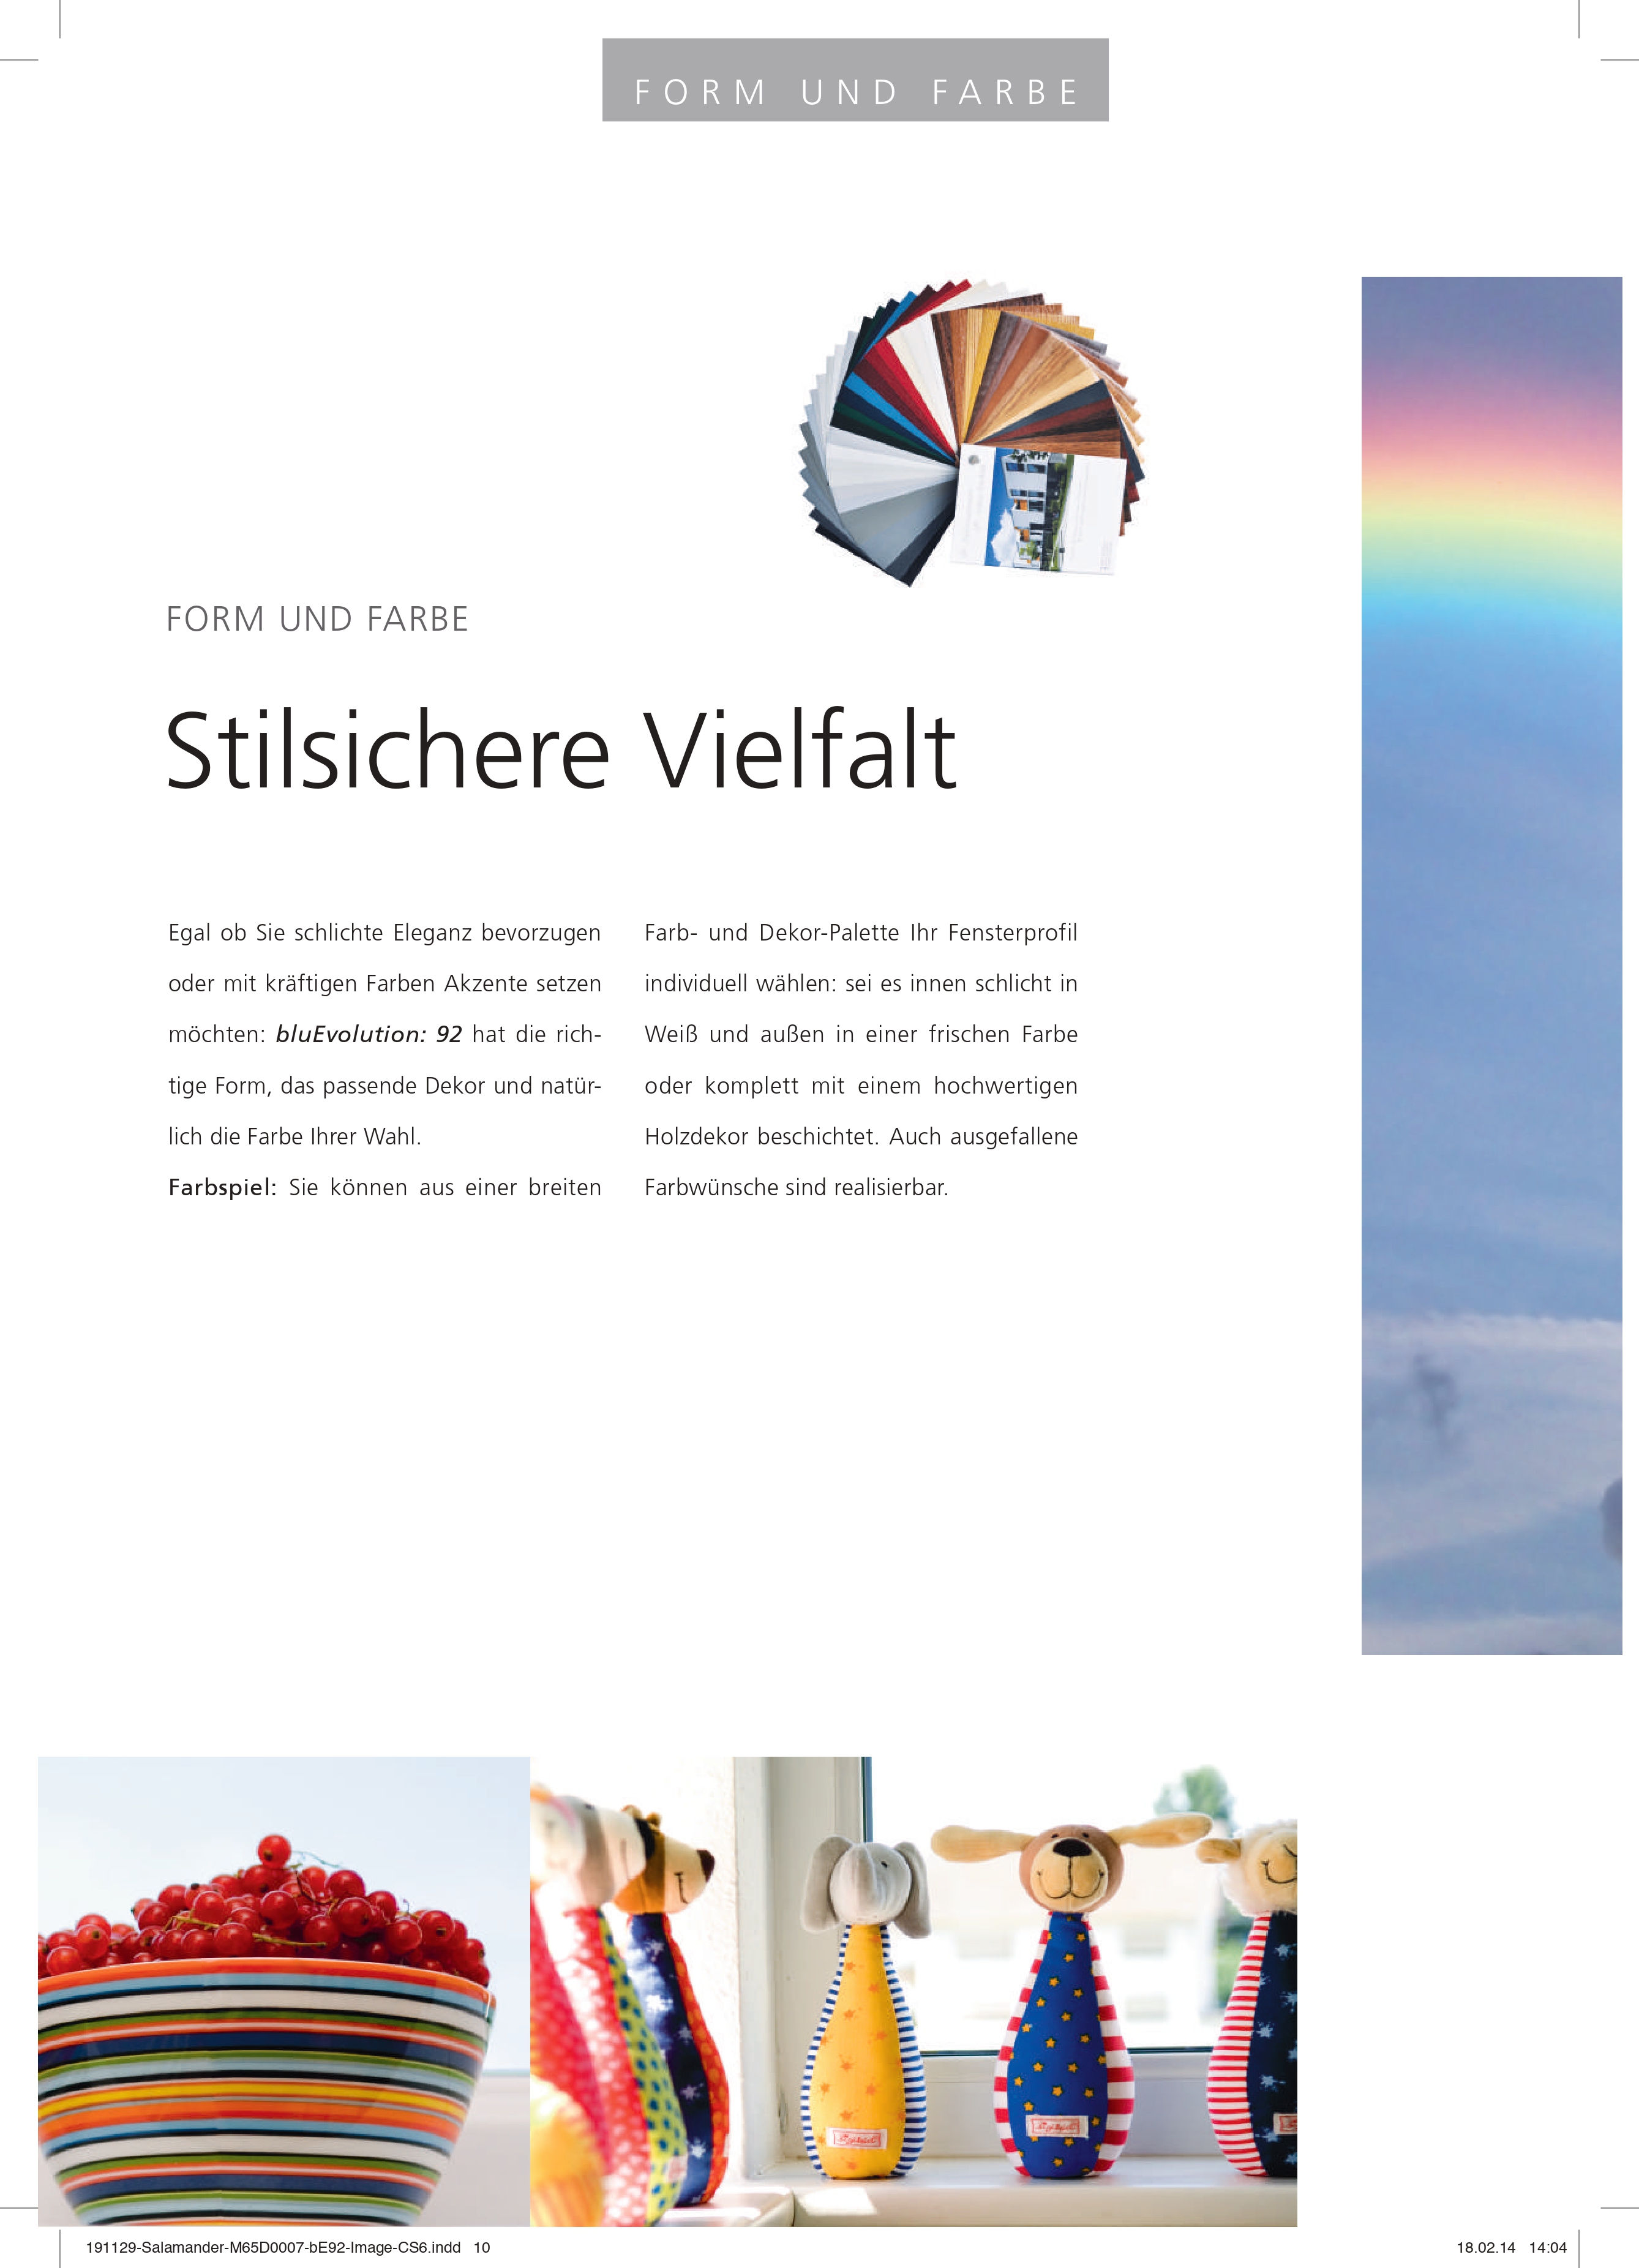 FORM UND FARBE
FORM UND FARBE
Stilsichere Vielfalt
Egal ob Sie schlichte Eleganz bevorzugen
oder mit kräftigen Farben Akzente setzen
möchten: bluEvolution: 92 hat die rich-
tige Form, das passende Dekor und natür-
lich die Farbe Ihrer Wahl.
Farbspiel: Sie können aus einer breiten
Farb- und Dekor-Palette Ihr Fensterprofil
individuell wählen: sei es innen schlicht in
Weiß und außen in einer frischen Farbe
oder komplett mit einem hochwertigen
Holzdekor beschichtet. Auch ausgefallene
Farbwünsche sind realisierbar.
191129-Salamander-M65D0007-bE92-Image-CS6.indd 10
18.02.14 14:04